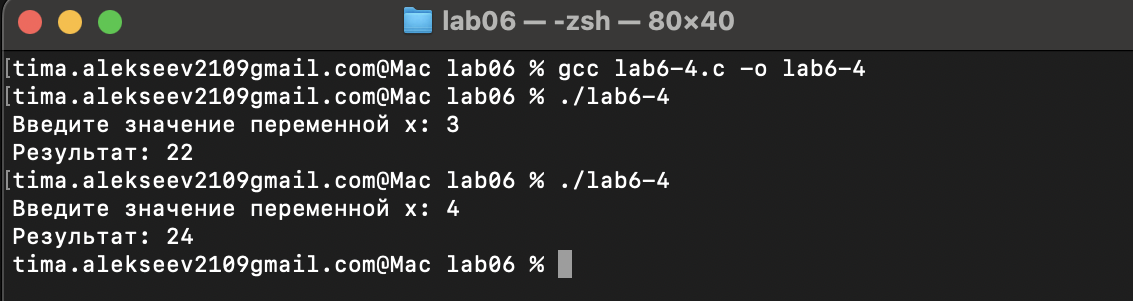 lab06 — -zsh — 80×40
[tima.alekseev2109gmail.com@Mac lab06 % gcc lab6-4.c -o lab6-4
[tima.alekseev2109gmail.com@Mac lab06 % ./lab6-4
Введите значение переменной x: 3
Результат: 22
[tima.alekseev2109gmail.com@Mac lab06 % ./lab6-4
Введите значение переменной x: 4
Результат: 24
tima.alekseev2109gmail.com@Mac lab06 %